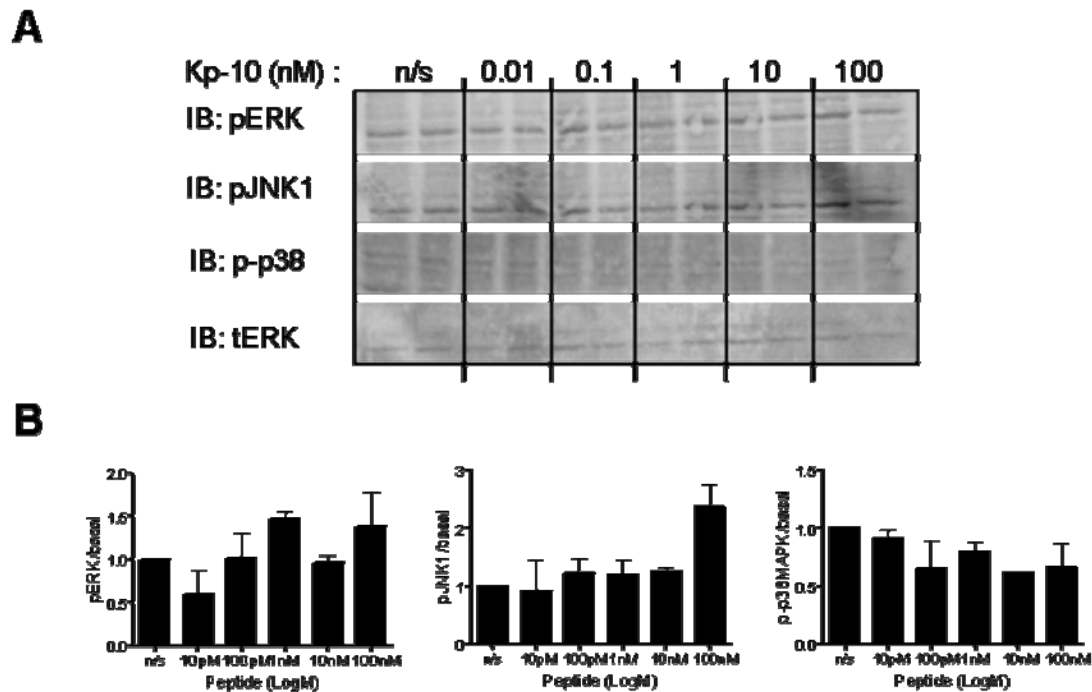 A
Kp-10 (nM) : n/s 0.01 0.1 1 10 100
IB: pERK
IB: pJNK1
IB: p-p38
IB: tERK
B
pERK/basal
2.0
1.5
1.0
0.5
0.0
n/s 10pM 100pM 1nM 10nM 100nM
Peptide (LogM)
pJNK1/basal
3
2
1
0
n/s 10pM 100pM 1nM 10nM 100nM
Peptide (LogM)
p-p38MAPK/basal
1.5
1.0
0.5
0.0
n/s 10pM 100pM 1nM 10nM 100nM
Peptide (LogM)